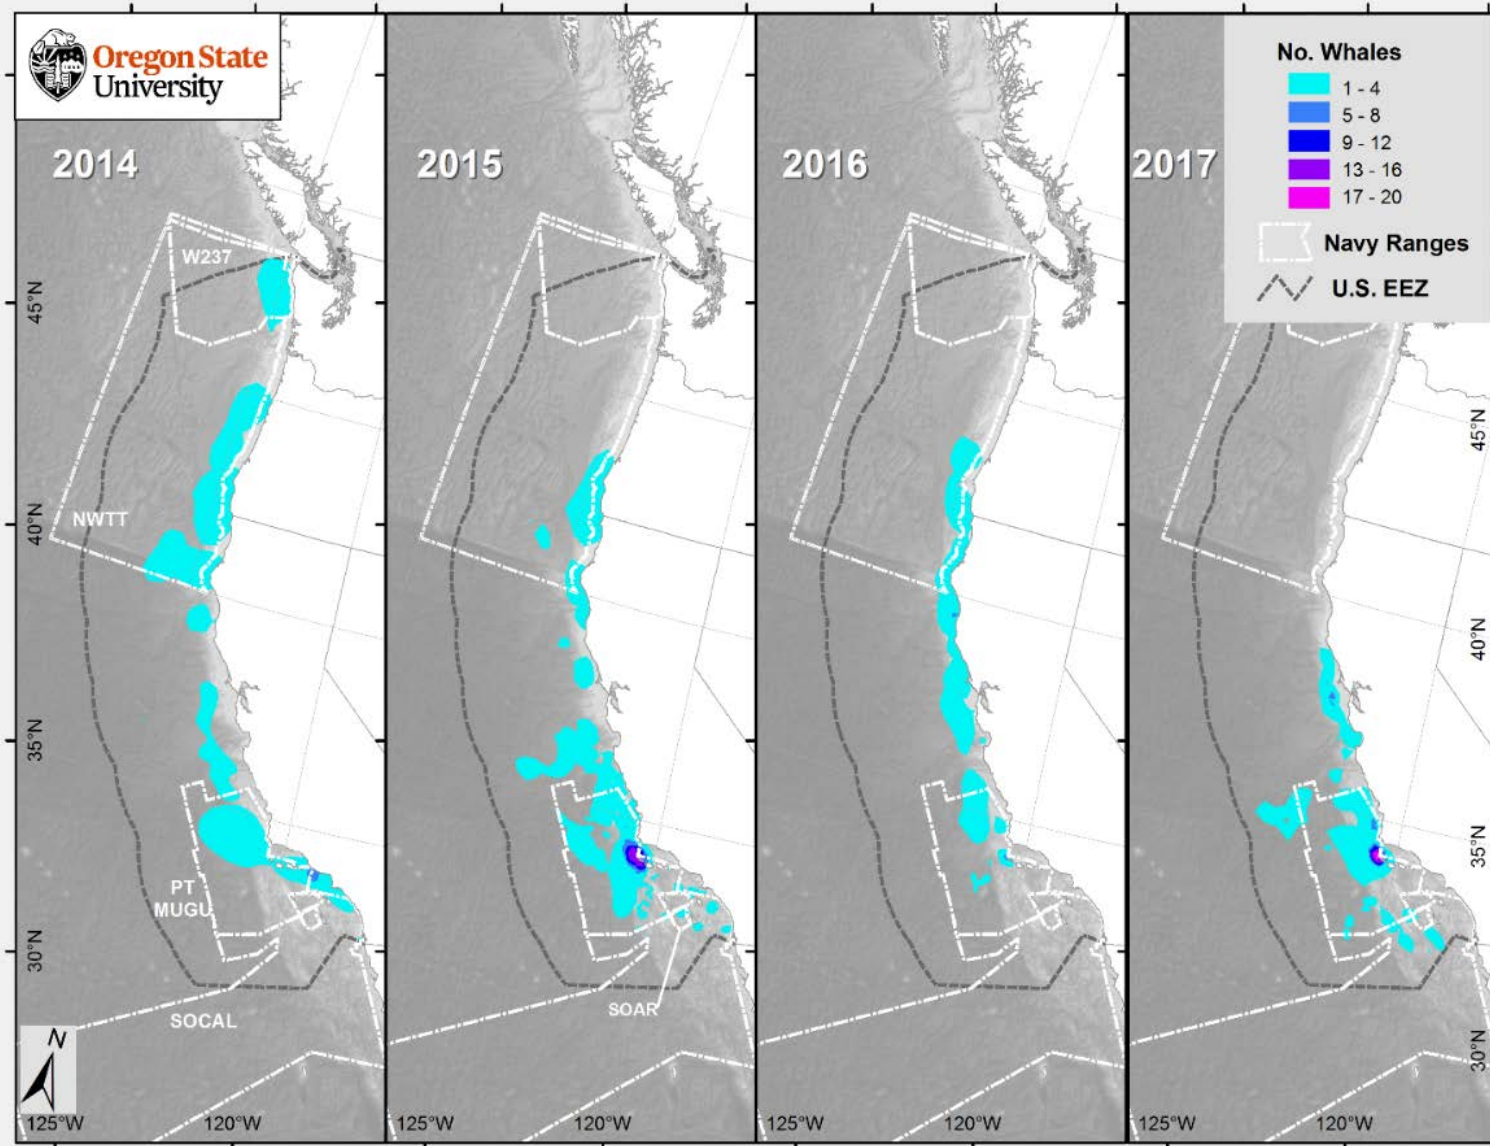 Oregon State
University
2014
2015
2016
2017
No. Whales
1 - 4
5 - 8
9 - 12
13 - 16
17 - 20
Navy Ranges
U.S. EEZ
W237
NWTT
PT
MUGU
SOCAL
SOAR
45°N
40°N
35°N
30°N
45°N
40°N
35°N
30°N
N
125°W
120°W
125°W
120°W
125°W
120°W
125°W
120°W